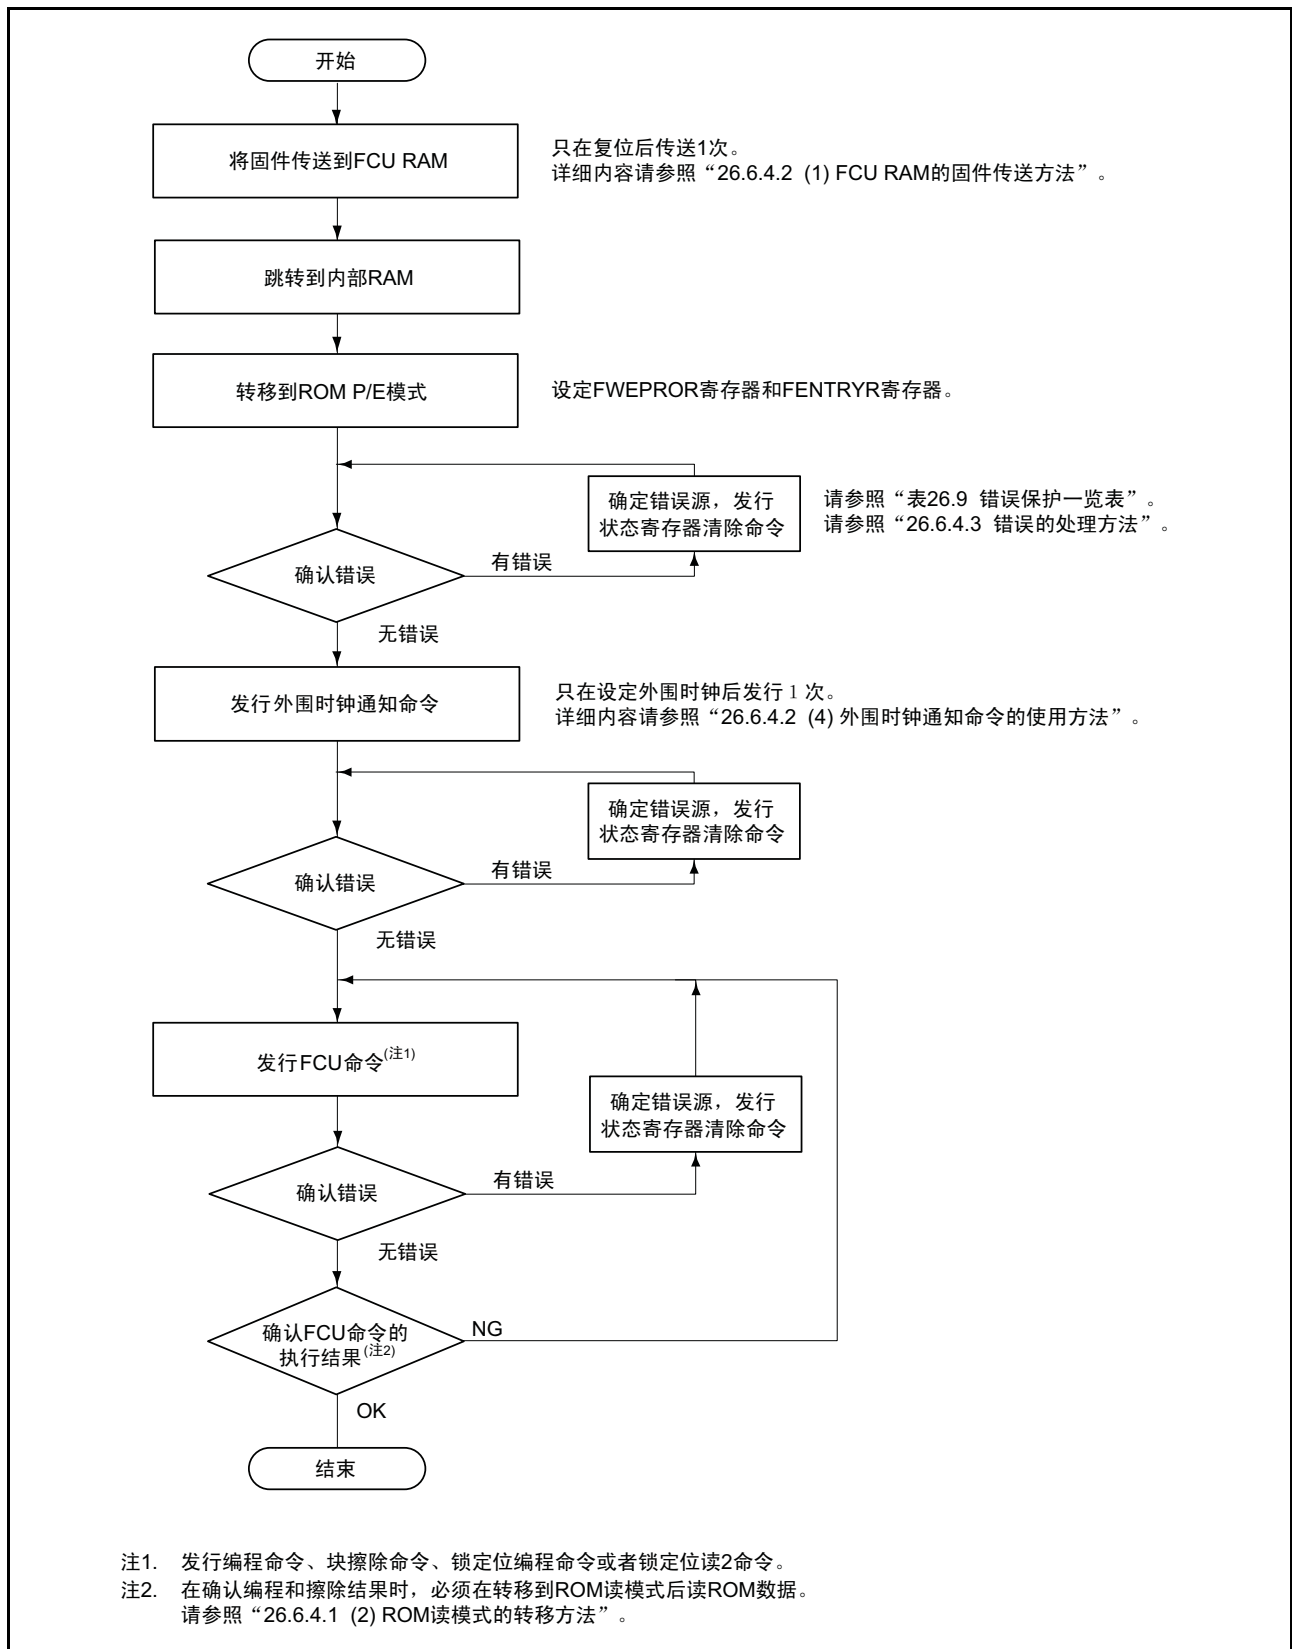 开始
将固件传送到FCU RAM
只在复位后传送1次。
详细内容请参照“26.6.4.2 (1) FCU RAM的固件传送方法”。
跳转到内部RAM
转移到ROM P/E模式
设定FWEPROR寄存器和FENTRYR寄存器。
确定错误源，发行
状态寄存器清除命令
请参照“表26.9 错误保护一览表”。
请参照“26.6.4.3 错误的处理方法”。
确认错误
有错误
无错误
发行外围时钟通知命令
只在设定外围时钟后发行 1 次。
详细内容请参照“26.6.4.2 (4) 外围时钟通知命令的使用方法”。
确定错误源，发行
状态寄存器清除命令
确认错误
有错误
无错误
发行FCU命令(注1)
确定错误源，发行
状态寄存器清除命令
确认错误
有错误
无错误
确认FCU命令的
执行结果(注2)
NG
OK
结束
注1. 发行编程命令、块擦除命令、锁定位编程命令或者锁定位读2命令。
注2. 在确认编程和擦除结果时，必须在转移到ROM读模式后读ROM数据。
请参照“26.6.4.1 (2) ROM读模式的转移方法”。